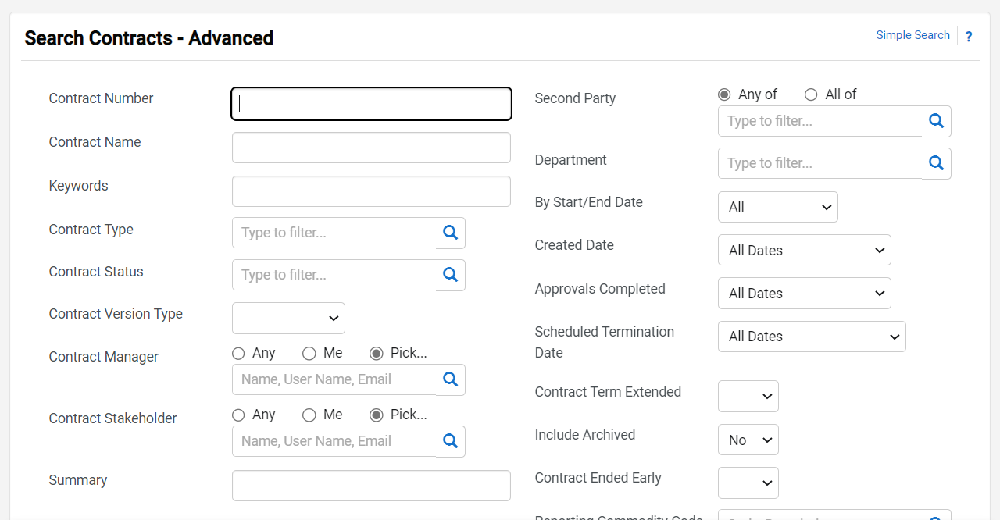 Search Contracts - Advanced
Simple Search
?
Contract Number
Contract Name
Keywords
Contract Type
Type to filter...
Contract Status
Type to filter...
Contract Version Type
Contract Manager
Any Me Pick...
Name, User Name, Email
Contract Stakeholder
Any Me Pick...
Name, User Name, Email
Summary
Second Party
Any of All of
Type to filter...
Department
Type to filter...
By Start/End Date
All
Created Date
All Dates
Approvals Completed
All Dates
Scheduled Termination
Date
All Dates
Contract Term Extended
Include Archived
No
Contract Ended Early
Reporting Commodity Code